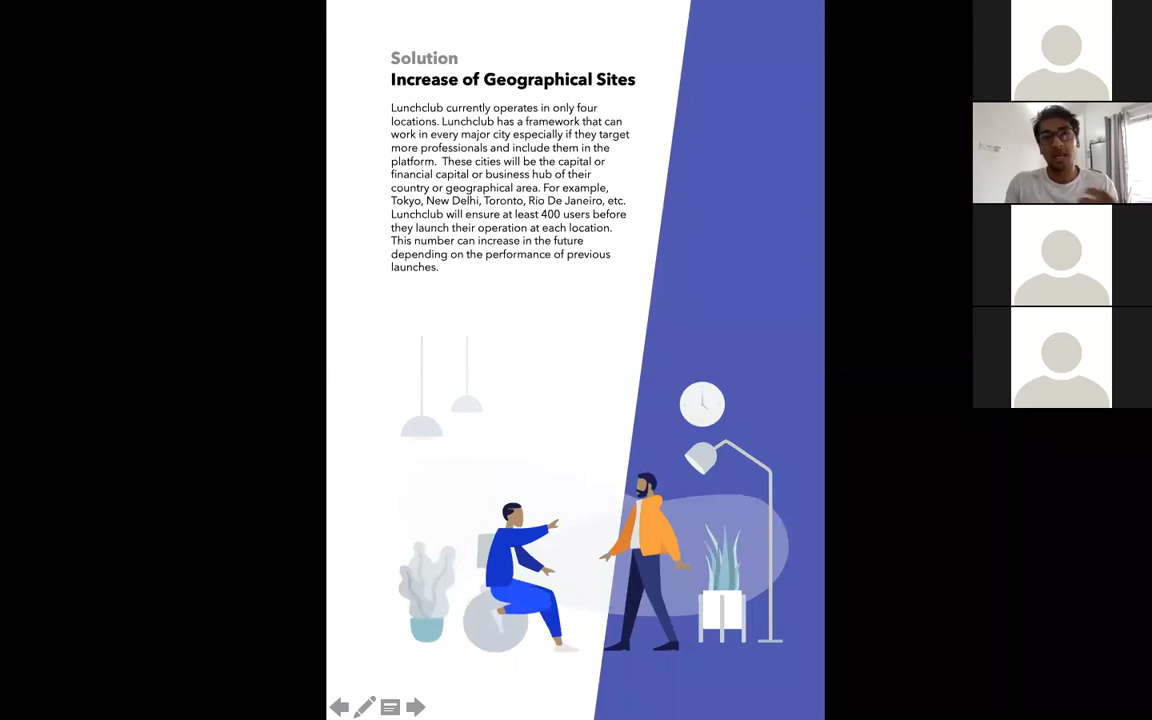 Solution
Increase of Geographical Sites
Lunchclub currently operates in only four
locations. Lunchclub has a framework that can
work in every major city especially if they target
more professionals and include them in the
platform.  These cities will be the capital or
financial capital or business hub of their
country or geographical area. For example,
Tokyo, New Delhi, Toronto, Rio De Janeiro, etc.
Lunchclub will ensure at least 400 users before
they launch their operation at each location.
This number can increase in the future
depending on the performance of previous
launches.